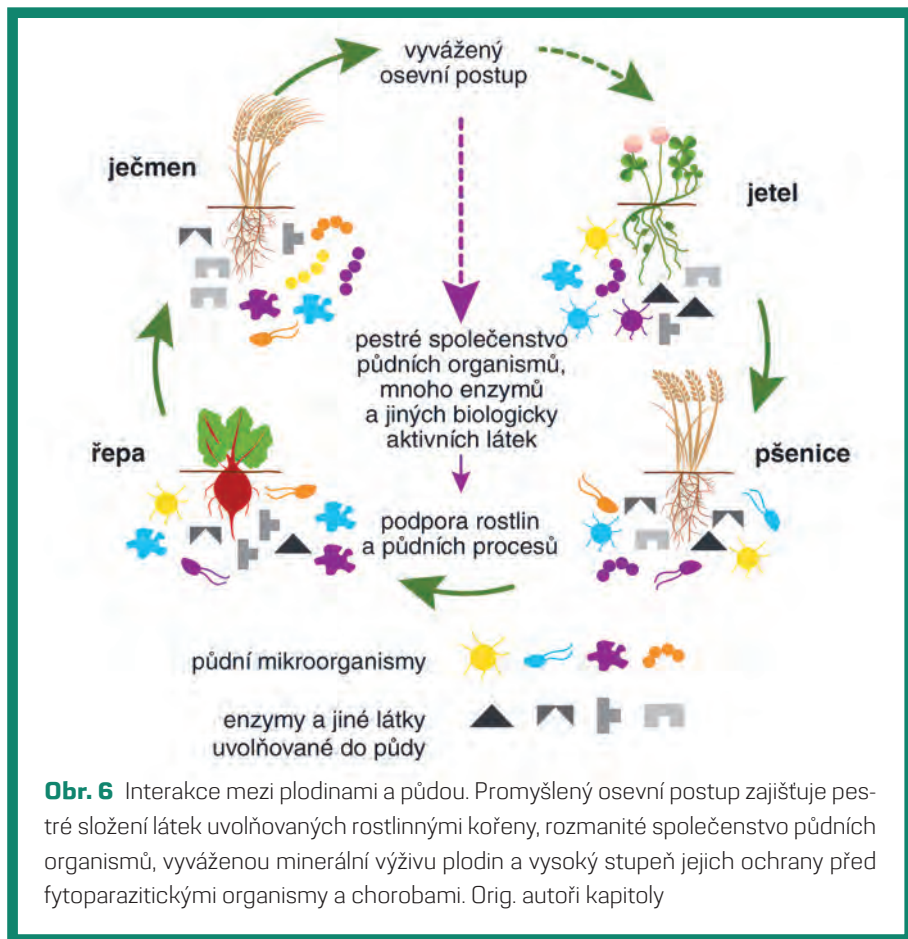 vyvážený
osevní postup
ječmen
jetel
pestré společenstvo
půdních organismů,
mnoho enzymů
a jiných biologicky
aktivních látek
řepa
pšenice
podpora rostlin
a půdních procesů
půdní mikroorganismy
enzymy a jiné látky
uvolňované do půdy
Obr. 6 Interakce mezi plodinami a půdou. Promyšlený osevní postup zajišťuje pes-
tré složení látek uvolňovaných rostlinnými kořeny, rozmanité společenstvo půdních
organismů, vyváženou minerální výživu plodin a vysoký stupeň jejich ochrany před
fytoparazitickými organismy a chorobami. Orig. autoři kapitoly